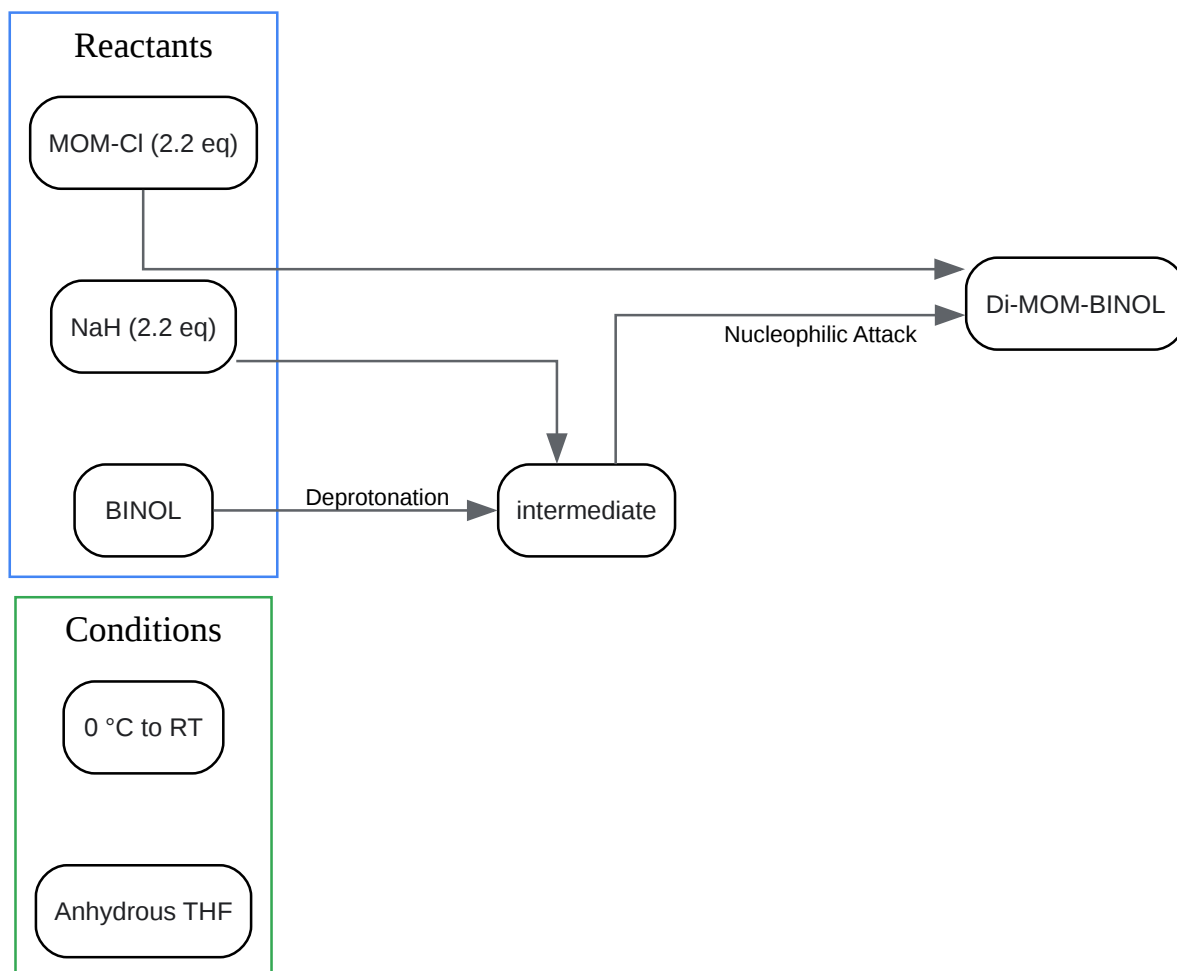 Reactants
MOM-Cl (2.2 eq)
NaH (2.2 eq)
BINOL
Deprotonation
intermediate
Nucleophilic Attack
Di-MOM-BINOL
Conditions
0 °C to RT
Anhydrous THF